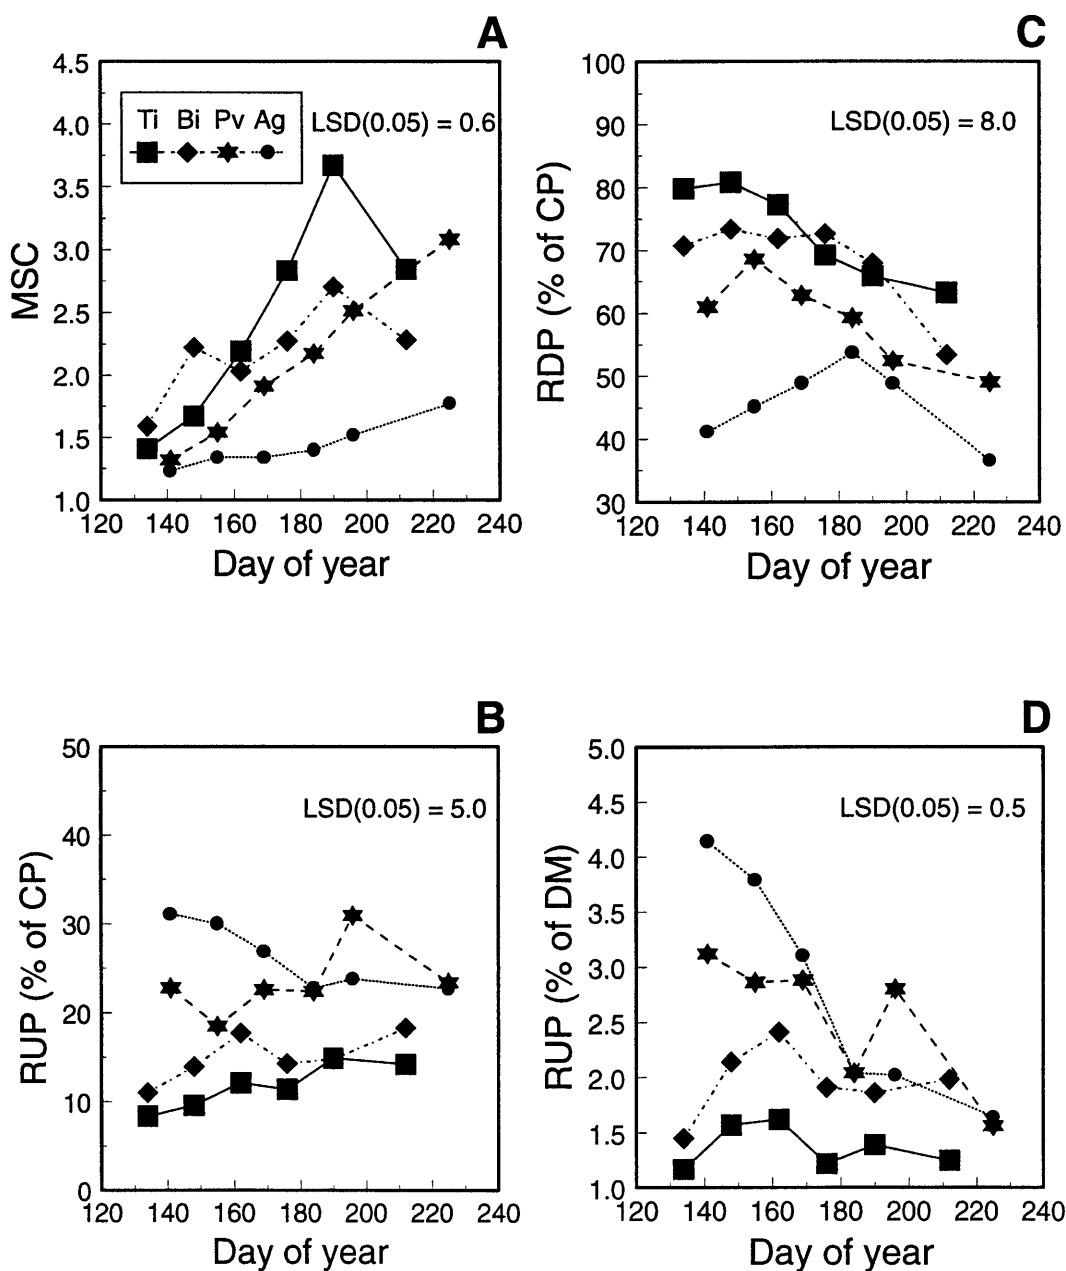 A
4.5
4.0
3.5
3.0
2.5
2.0
1.5
1.0
MSC
Ti Bi Pv Ag
LSD(0.05) = 0.6
120 140 160 180 200 220 240
Day of year
C
100
90
80
70
60
50
40
30
RDP (% of CP)
LSD(0.05) = 8.0
120 140 160 180 200 220 240
Day of year
B
50
40
30
20
10
0
RUP (% of CP)
LSD(0.05) = 5.0
120 140 160 180 200 220 240
Day of year
D
5.0
4.5
4.0
3.5
3.0
2.5
2.0
1.5
1.0
RUP (% of DM)
LSD(0.05) = 0.5
120 140 160 180 200 220 240
Day of year